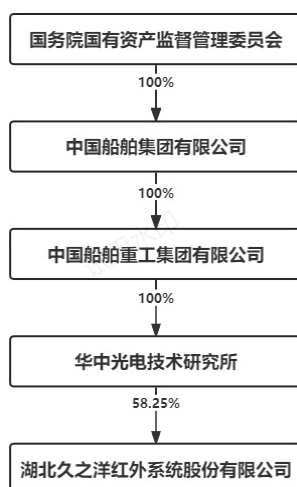 国务院国有资产监督管理委员会
100%
中国船舶集团有限公司
100%
中国船舶重工集团有限公司
100%
华中光电技术研究所
58.25%
湖北久之洋红外系统股份有限公司